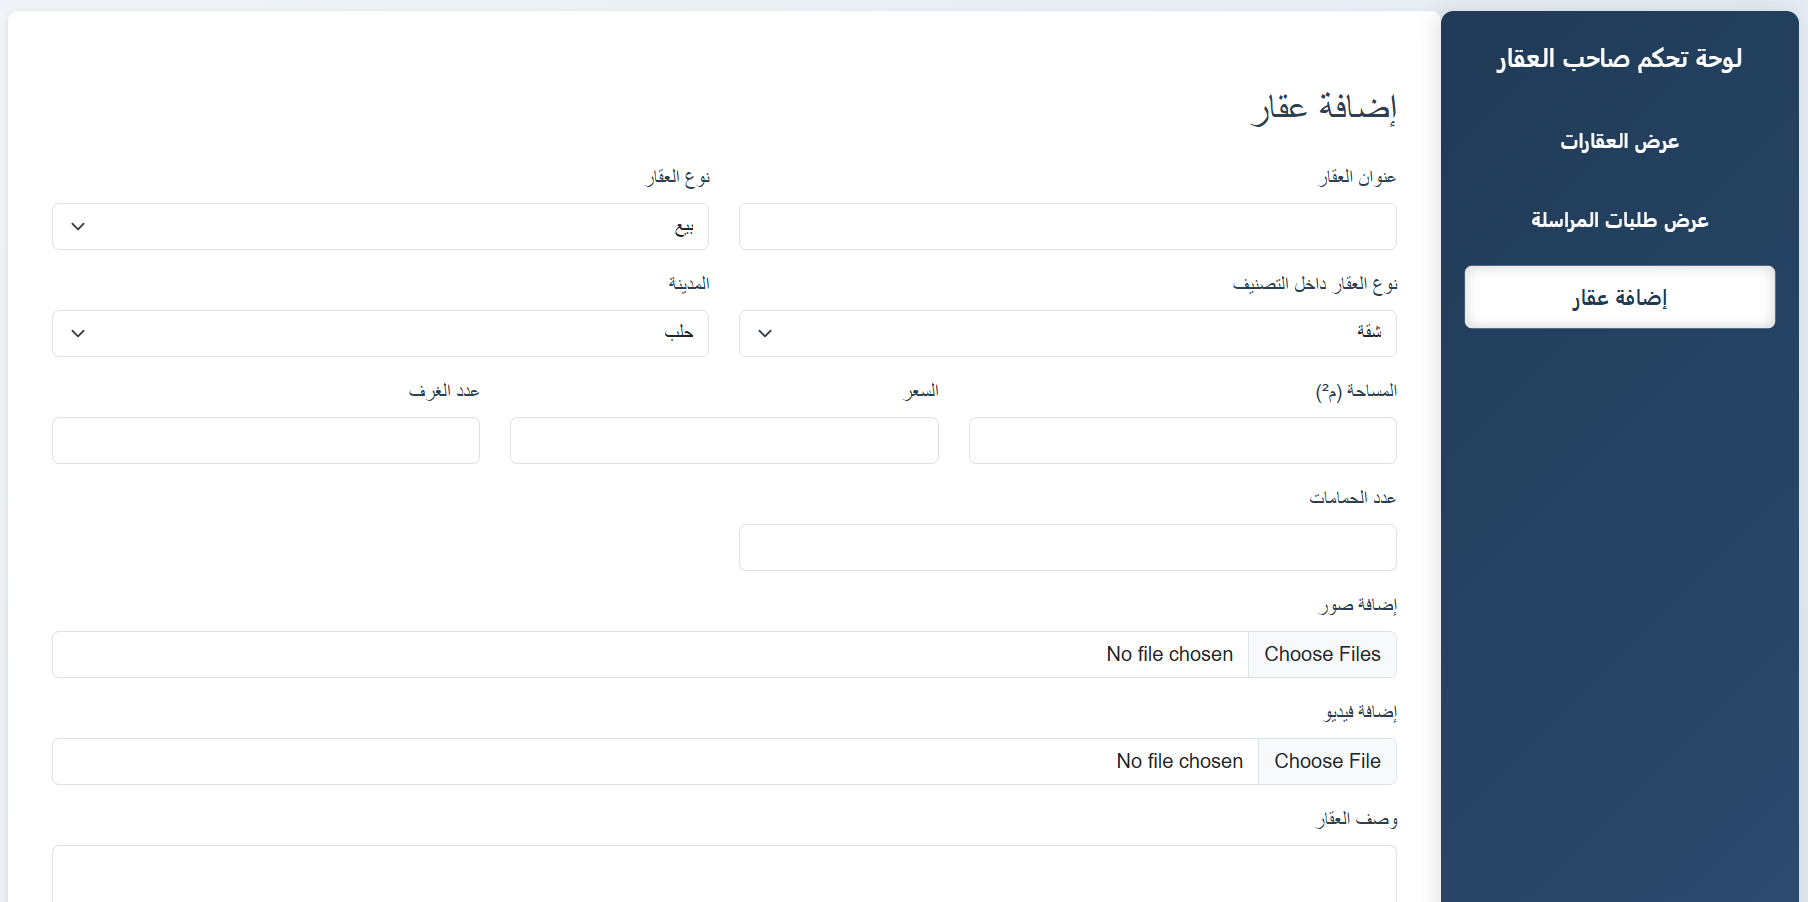 لوحة تحكم صاحب العقار
عرض العقارات
عرض طلبات المراسلة
إضافة عقار
إضافة عقار
عنوان العقار
نوع العقار
بيع
نوع العقار داخل التصنيف
المدينة
شقة
حلب
المساحة (م²)
السعر
عدد الغرف
عدد الحمامات
إضافة صور
Choose Files No file chosen
إضافة فيديو
Choose File No file chosen
وصف العقار